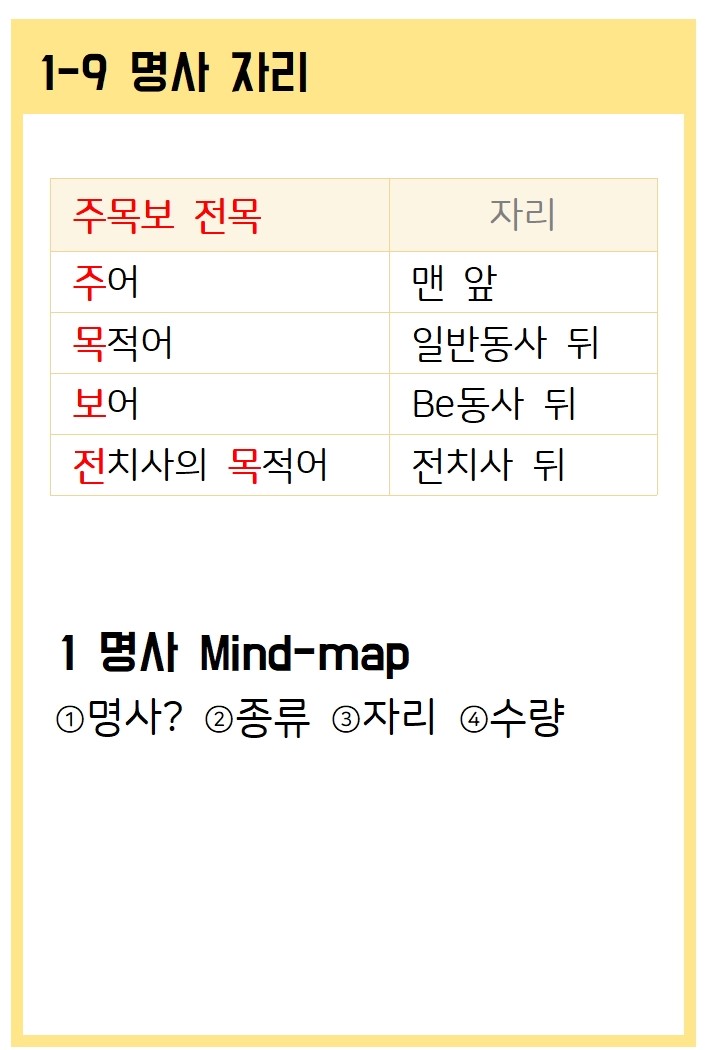 1-9 명사 자리
주목보 전목 자리
주어 맨 앞
목적어 일반동사 뒤
보어 Be동사 뒤
전치사의 목적어 전치사 뒤
1 명사 Mind-map
①명사? ②종류 ③자리 ④수량